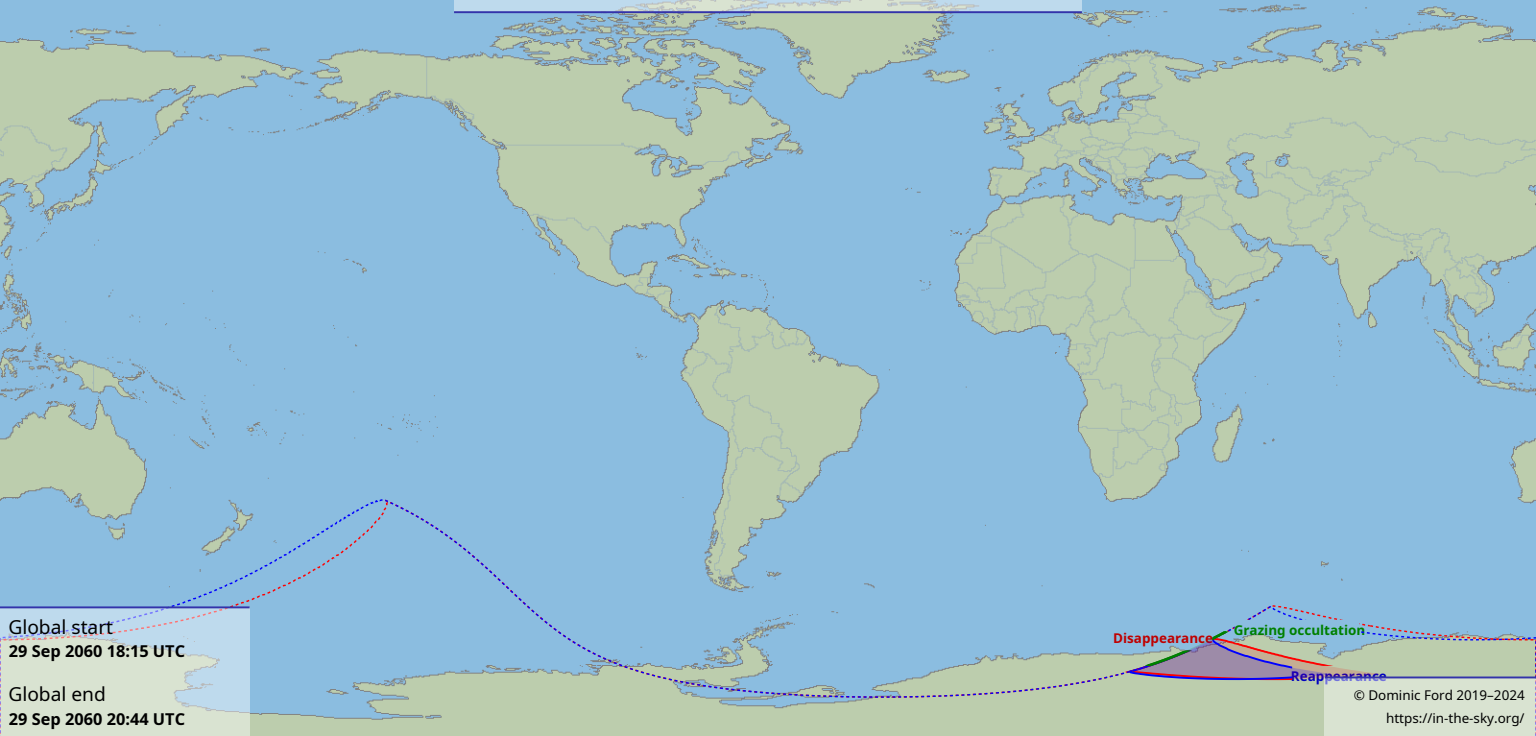 Disappearance
Grazing occultation
Reappearance
Global start
29 Sep 2060 18:15 UTC
Global end
29 Sep 2060 20:44 UTC
© Dominic Ford 2019–2024
https://in-the-sky.org/